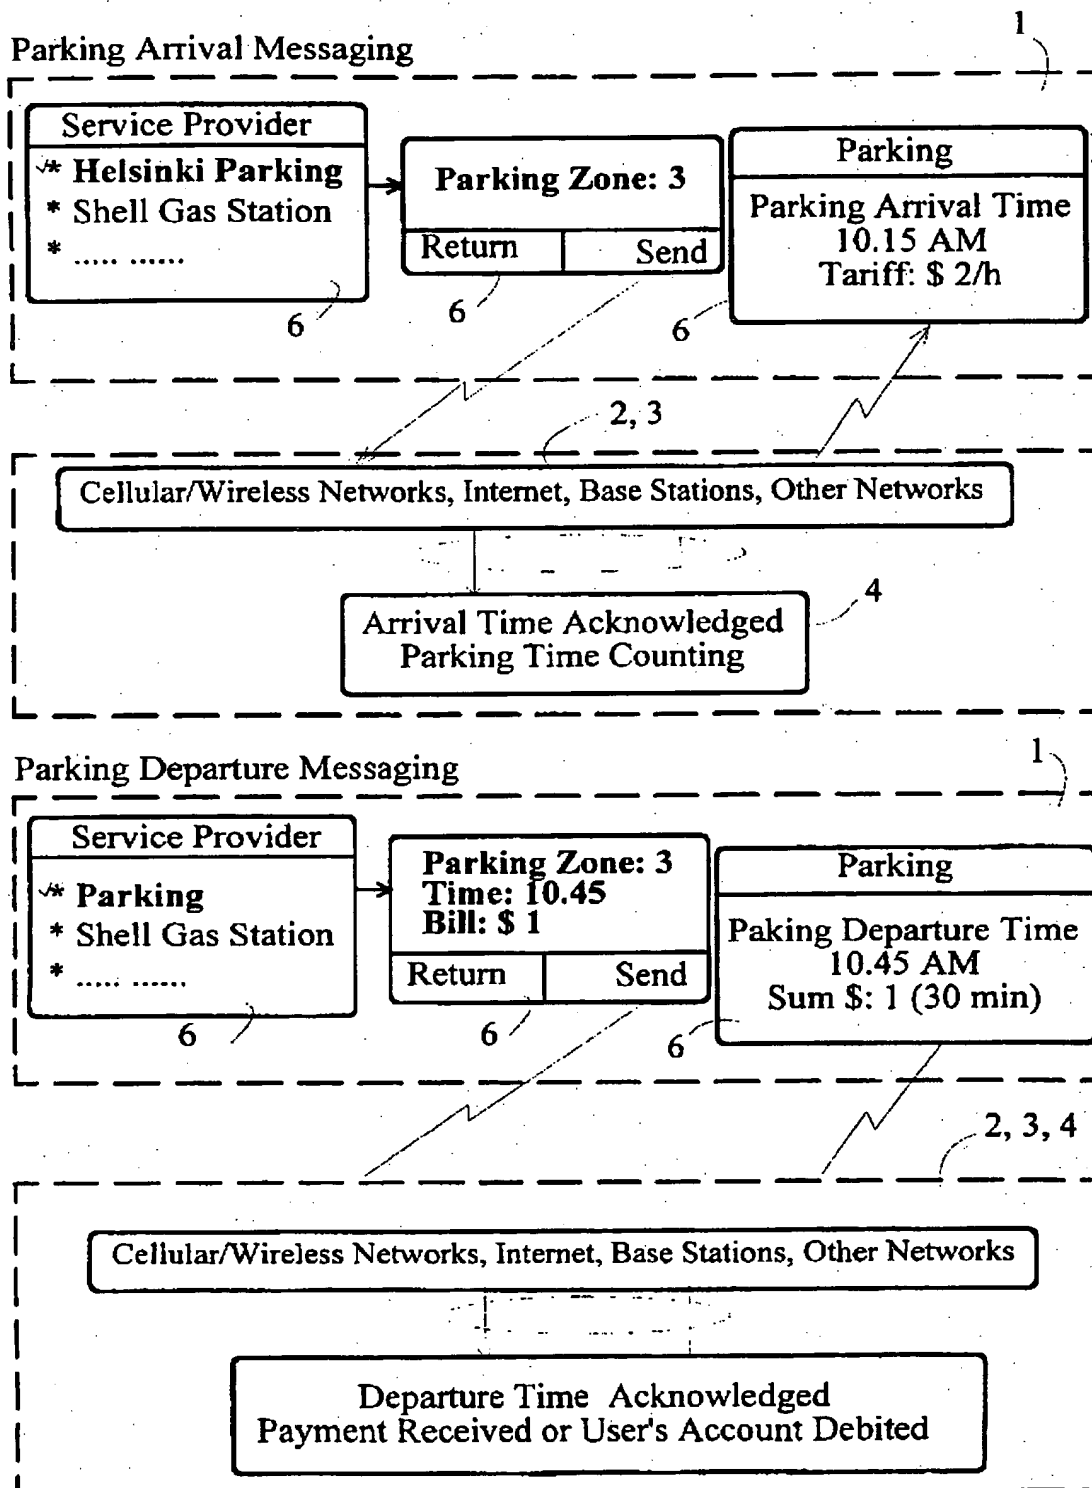 1
Parking Arrival Messaging
Service Provider
* Helsinki Parking
* Shell Gas Station
* ..... ......
6
Parking Zone: 3
Return Send
6
Parking
Parking Arrival Time
10.15 AM
Tariff: $ 2/h
6
2, 3
Cellular/Wireless Networks, Internet, Base Stations, Other Networks
4
Arrival Time Acknowledged
Parking Time Counting
1
Parking Departure Messaging
Service Provider
* Parking
* Shell Gas Station
* ..... ......
6
Parking Zone: 3
Time: 10.45
Bill: $ 1
Return Send
6
Parking
Paking Departure Time
10.45 AM
Sum $: 1 (30 min)
6
2, 3, 4
Cellular/Wireless Networks, Internet, Base Stations, Other Networks
Departure Time Acknowledged
Payment Received or User's Account Debited